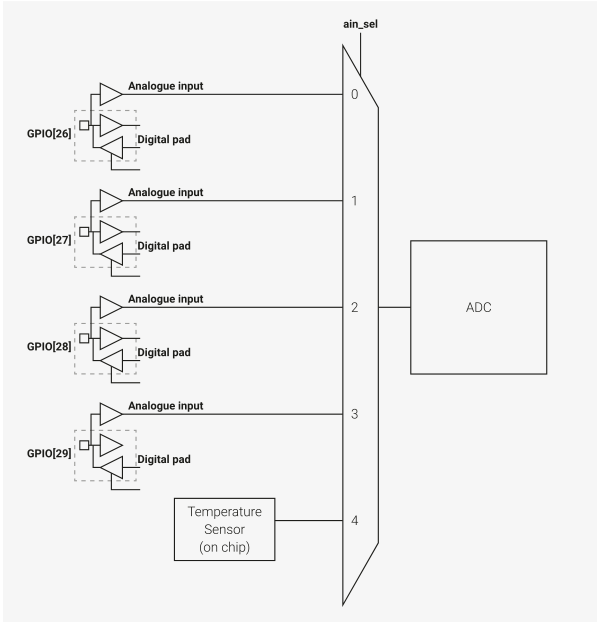 ain_sel
Analogue input
0
GPIO[26]
Digital pad
Analogue input
1
GPIO[27]
Digital pad
Analogue input
2
ADC
GPIO[28]
Digital pad
Analogue input
3
GPIO[29]
Digital pad
Temperature
Sensor
(on chip)
4